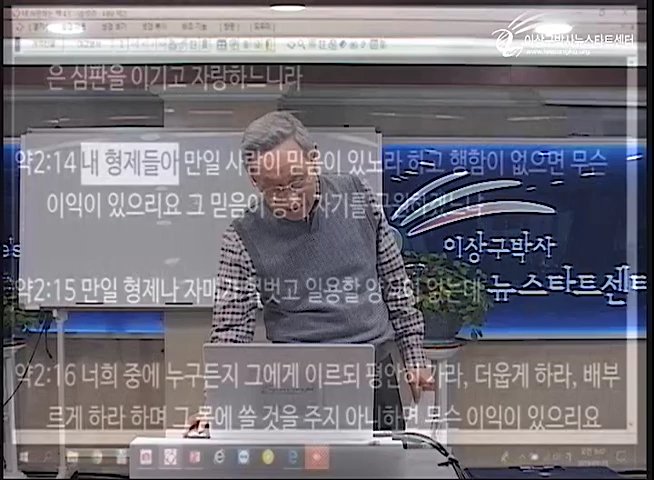 이상구박사뉴스타트센터
은 심판을 이기고 자랑하느니라
약2:14 내 형제들아 만일 사람이 믿음이 있노라 하고 행함이 없으면 무슨
이익이 있으리요 그 믿음이 능히 자기를 구원하겠느냐
이상구박사
뉴스타트센트
약2:15 만일 형제나 자매가 헐벗고 일용할 양식이 없는데
약2:16 너희 중에 누구든지 그에게 이르되 평안히 가라, 더웁게 하라, 배부
르게 하라 하며 그 몸에 쓸 것을 주지 아니하면 무슨 이익이 있으리요